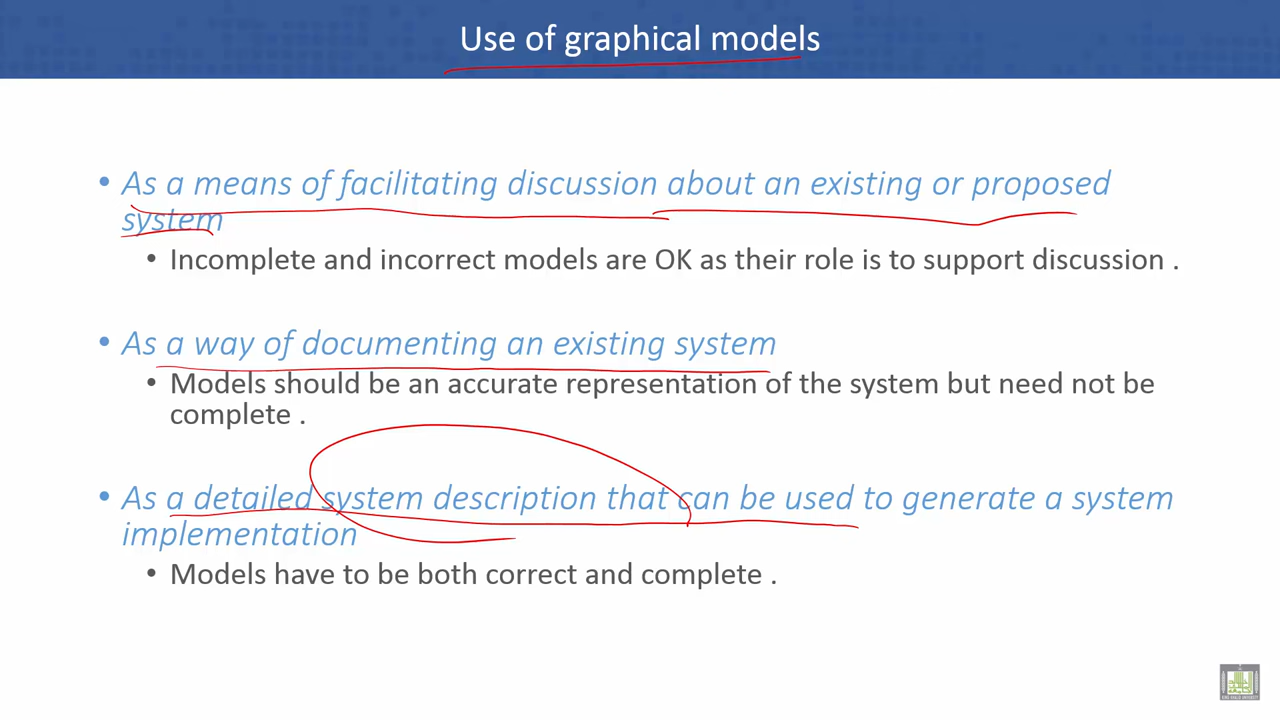 Use of graphical models
• As a means of facilitating discussion about an existing or proposed
system
• Incomplete and incorrect models are OK as their role is to support discussion .
• As a way of documenting an existing system
• Models should be an accurate representation of the system but need not be
complete .
• As a detailed system description that can be used to generate a system
implementation
• Models have to be both correct and complete .